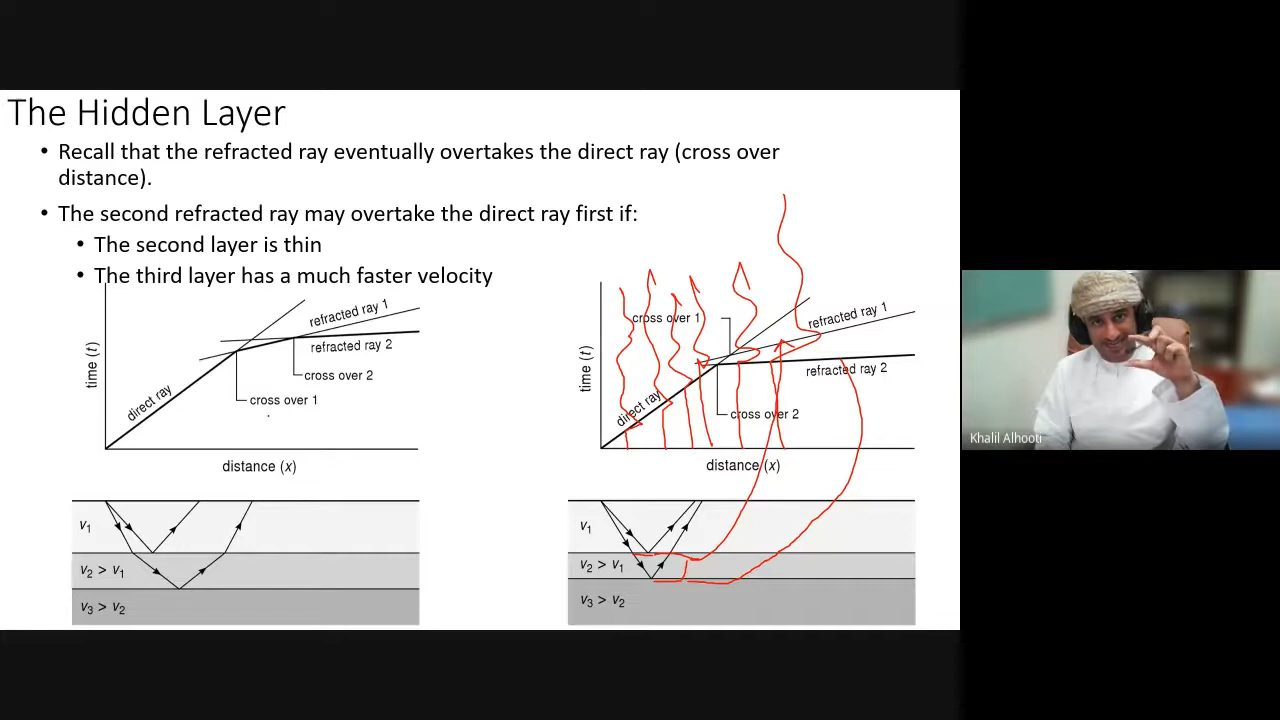 The Hidden Layer
• Recall that the refracted ray eventually overtakes the direct ray (cross over
distance).
• The second refracted ray may overtake the direct ray first if:
• The second layer is thin
• The third layer has a much faster velocity
time (t)
direct ray
refracted ray 1
refracted ray 2
cross over 2
cross over 1
distance (x)
v₁
v₂ > v₁
v₃ > v₂
time (t)
direct ray
cross over 1
refracted ray 1
refracted ray 2
cross over 2
distance (x)
v₁
v₂ > v₁
v₃ > v₂
Khalil Alhooti